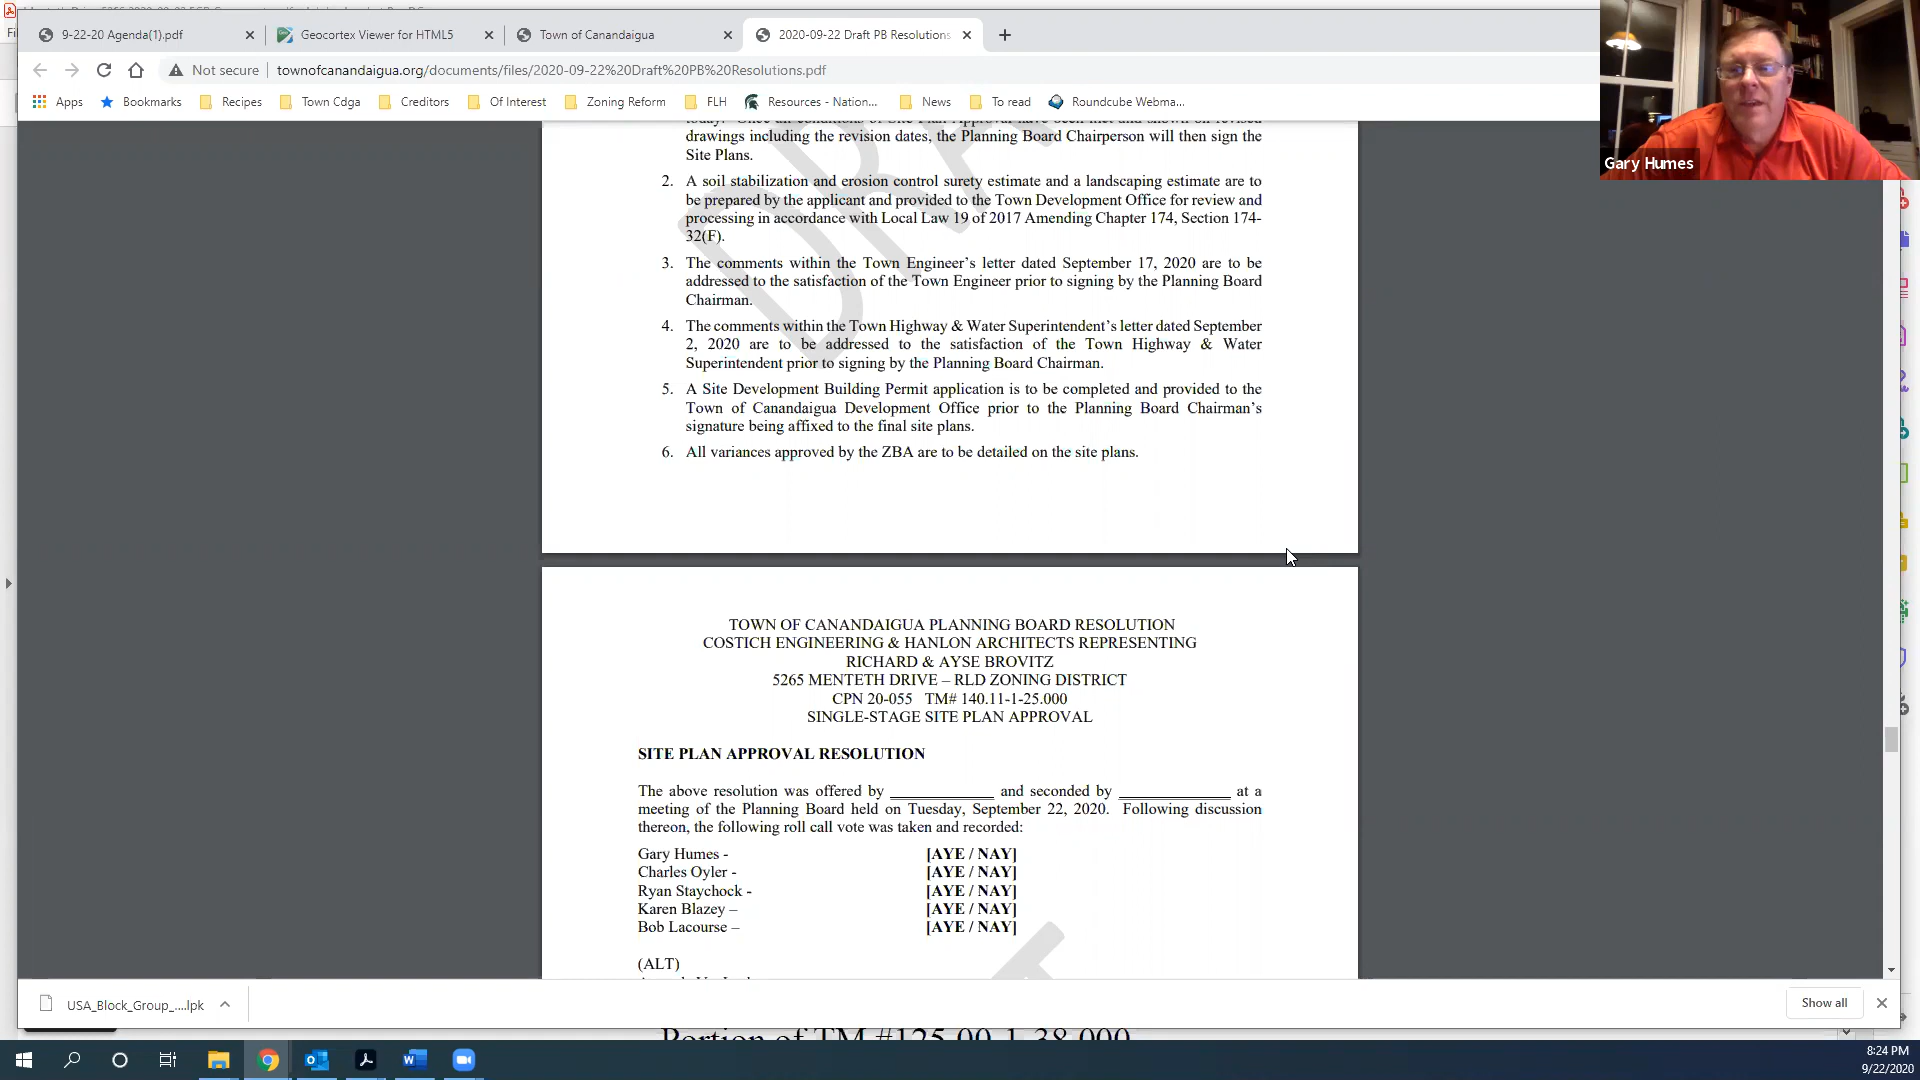 9-22-20 Agenda(1).pdf
Geocortex Viewer for HTML5
Town of Canandaigua
2020-09-22 Draft PB Resolutions
Not secure
townofcanandaigua.org/documents/files/2020-09-22%20Draft%20PB%20Resolutions.pdf
Apps
Bookmarks
Recipes
Town Cdga
Creditors
Of Interest
Zoning Reform
FLH
Resources - Nation...
News
To read
Roundcube Webma...
Gary Humes
drawings including the revision dates, the Planning Board Chairperson will then sign the
Site Plans.
2. A soil stabilization and erosion control surety estimate and a landscaping estimate are to
be prepared by the applicant and provided to the Town Development Office for review and
processing in accordance with Local Law 19 of 2017 Amending Chapter 174, Section 174-
32(F).
3. The comments within the Town Engineer’s letter dated September 17, 2020 are to be
addressed to the satisfaction of the Town Engineer prior to signing by the Planning Board
Chairman.
4. The comments within the Town Highway & Water Superintendent’s letter dated September
2, 2020 are to be addressed to the satisfaction of the Town Highway & Water
Superintendent prior to signing by the Planning Board Chairman.
5. A Site Development Building Permit application is to be completed and provided to the
Town of Canandaigua Development Office prior to the Planning Board Chairman’s
signature being affixed to the final site plans.
6. All variances approved by the ZBA are to be detailed on the site plans.
TOWN OF CANANDAIGUA PLANNING BOARD RESOLUTION
COSTICH ENGINEERING & HANLON ARCHITECTS REPRESENTING
RICHARD & AYSE BROVITZ
5265 MENTETH DRIVE – RLD ZONING DISTRICT
CPN 20-055 TM# 140.11-1-25.000
SINGLE-STAGE SITE PLAN APPROVAL
SITE PLAN APPROVAL RESOLUTION
The above resolution was offered by ______________ and seconded by _______________ at a
meeting of the Planning Board held on Tuesday, September 22, 2020. Following discussion
thereon, the following roll call vote was taken and recorded:
Gary Humes - [AYE / NAY]
Charles Oyler - [AYE / NAY]
Ryan Staychock - [AYE / NAY]
Karen Blazey – [AYE / NAY]
Bob Lacourse – [AYE / NAY]
(ALT)
USA_Block_Group_....lpk
Show all
Portion of TM #125.00-1-38.000
8:24 PM
9/22/2020